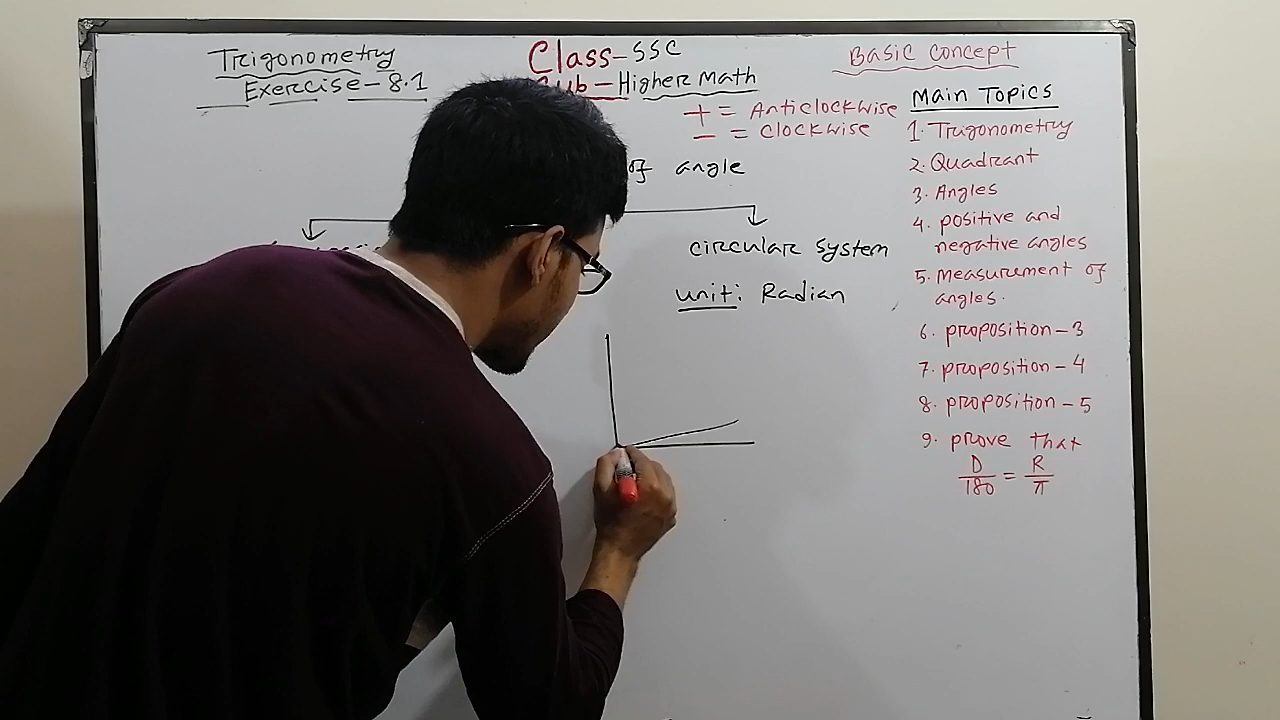 Trigonometry
Exercise - 8.1
Class - SSC
Sub - Higher Math
Basic Concept
+ = Anticlockwise
- = Clockwise
of angle
circular system
unit: Radian
Main Topics
1. Trigonometry
2. Quadrant
3. Angles
4. positive and
negative angles
5. Measurement of
angles.
6. proposition - 3
7. proposition - 4
8. proposition - 5
9. prove that
D/180 = R/π